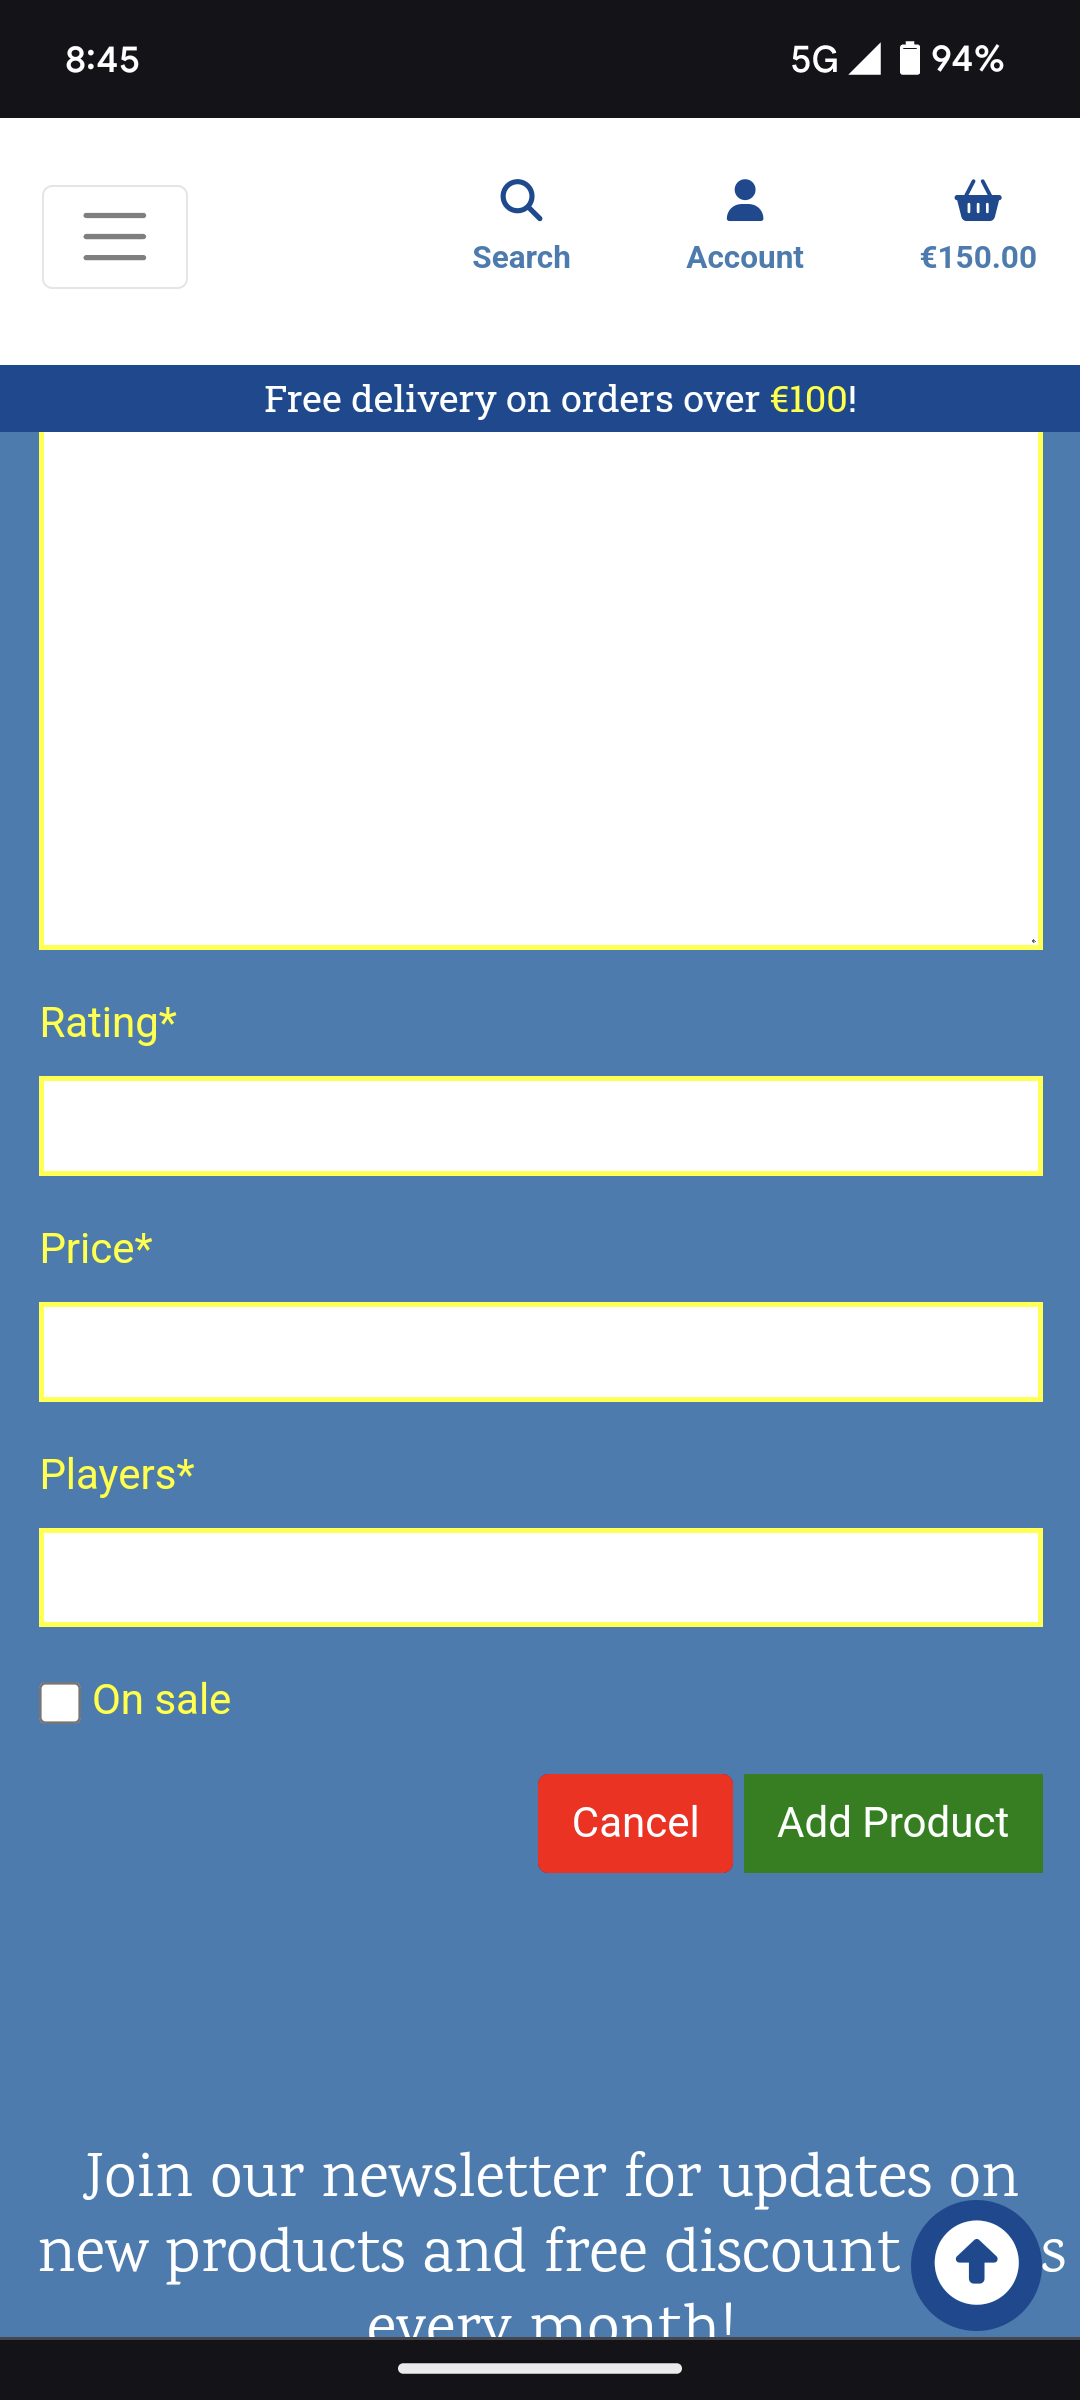 8:45
5G 94%
Search
Account
€150.00
Free delivery on orders over €100!
Rating*
Price*
Players*
On sale
Cancel
Add Product
Join our newsletter for updates on
new products and free discount
every month!